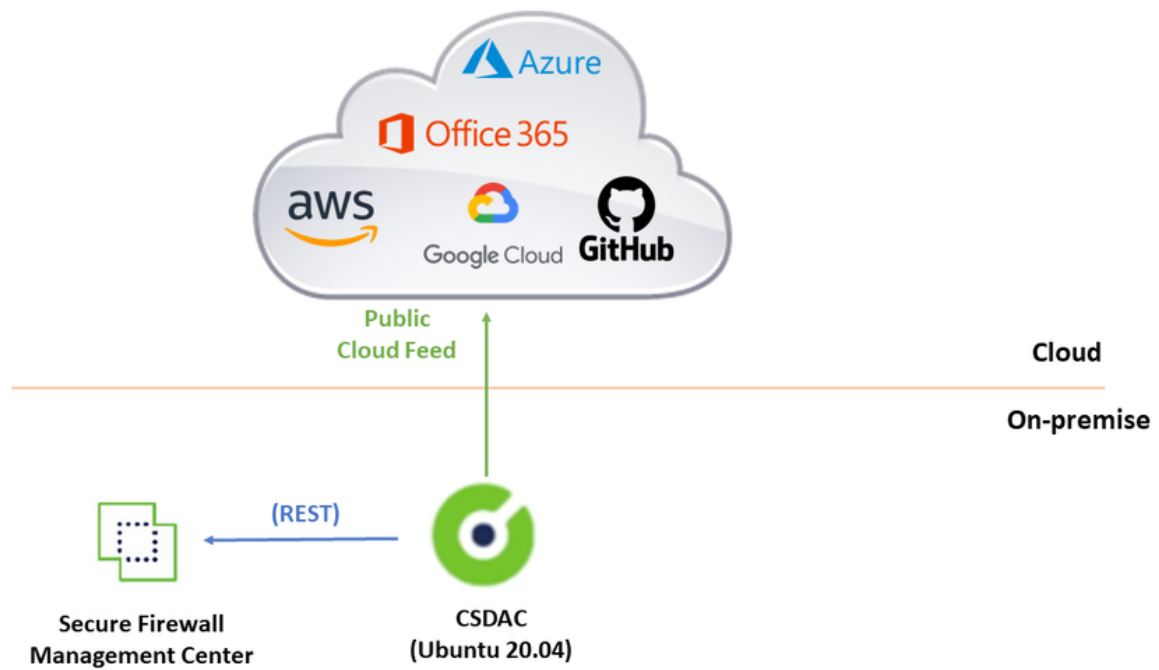 Azure
Office 365
aws
Google Cloud
GitHub
Public
Cloud Feed
Cloud
On-premise
(REST)
Secure Firewall
Management Center
CSDAC
(Ubuntu 20.04)